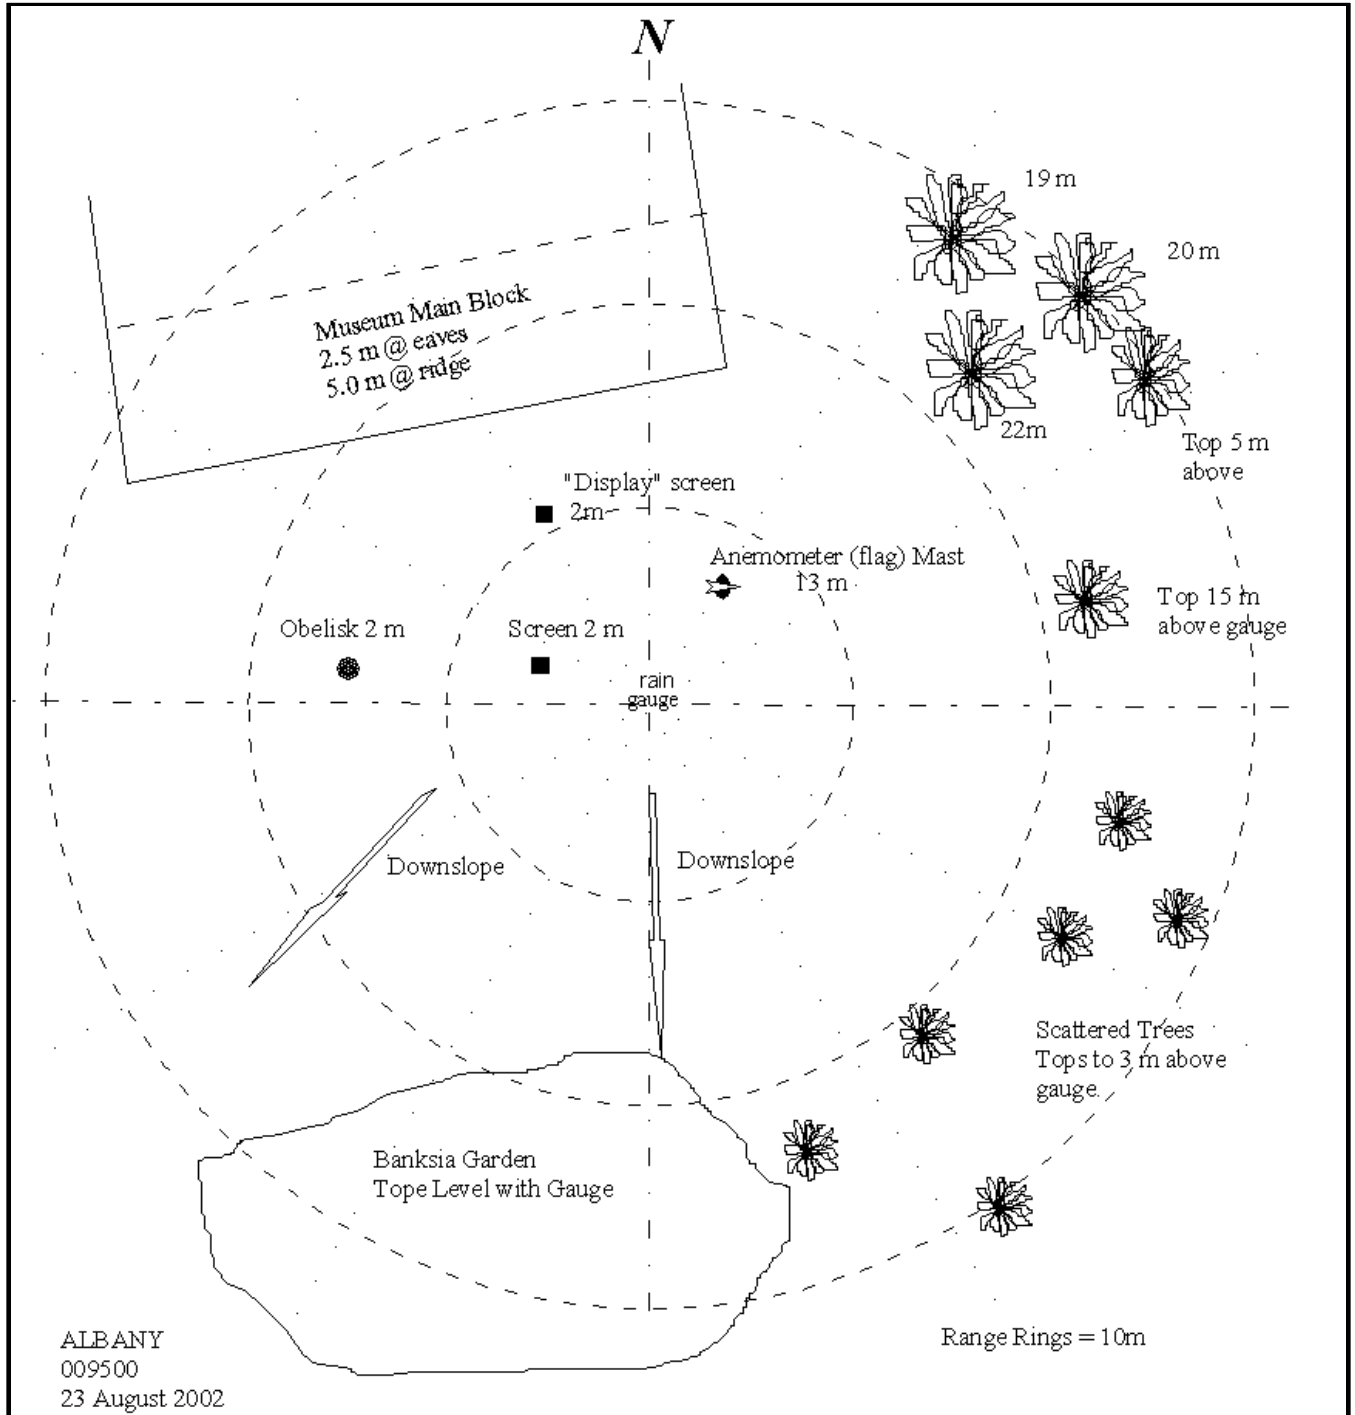 N
19 m
20 m
Museum Main Block
2.5 m @ eaves
5.0 m @ ridge
22m
Top 5 m
above
"Display" screen
2m
Anemometer (flag) Mast
13 m
Top 15 m
above gauge
Obelisk 2 m
Screen 2 m
rain
gauge
Downslope
Downslope
Scattered Trees
Tops to 3 m above
gauge.
Banksia Garden
Tope Level with Gauge
Range Rings = 10m
ALBANY
009500
23 August 2002